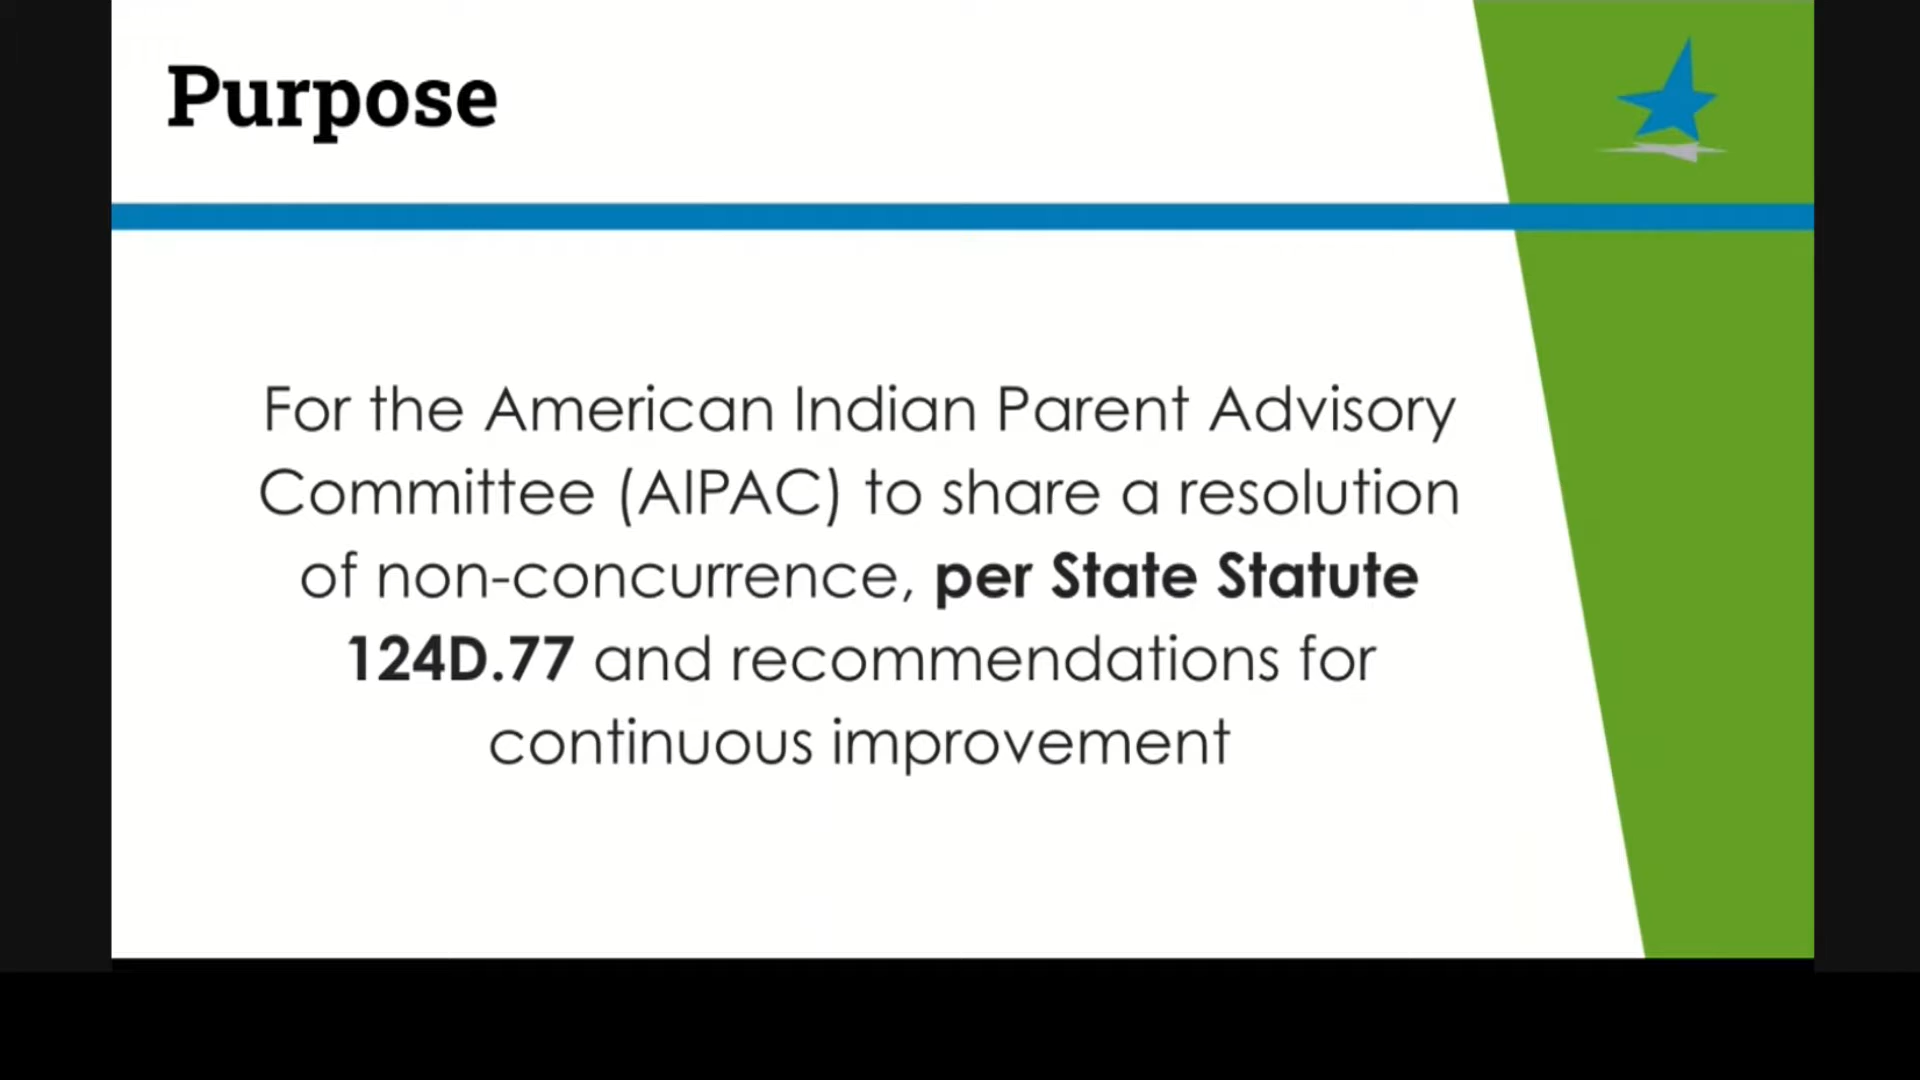 Purpose
For the American Indian Parent Advisory
Committee (AIPAC) to share a resolution
of non-concurrence, per State Statute
124D.77 and recommendations for
continuous improvement